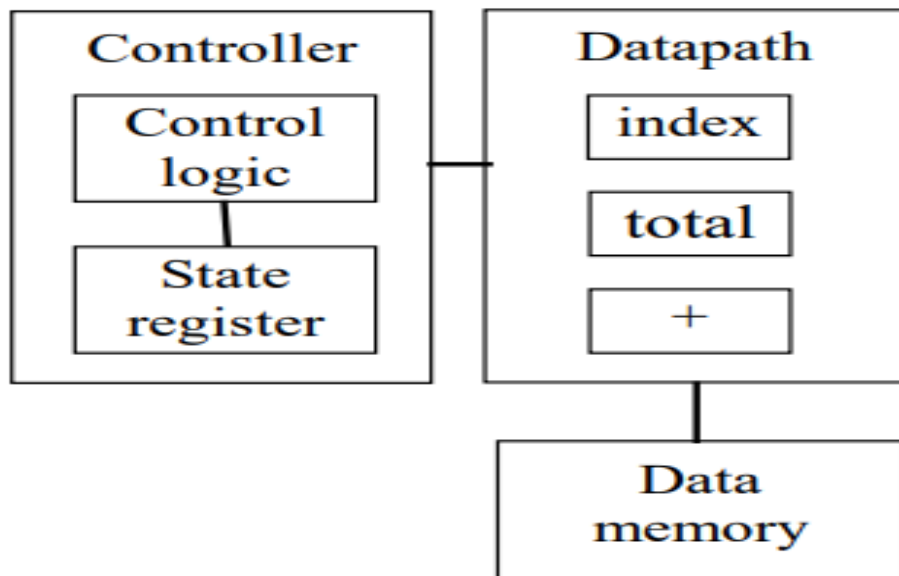 Controller
Control
logic
State
register
Datapath
index
total
+
Data
memory